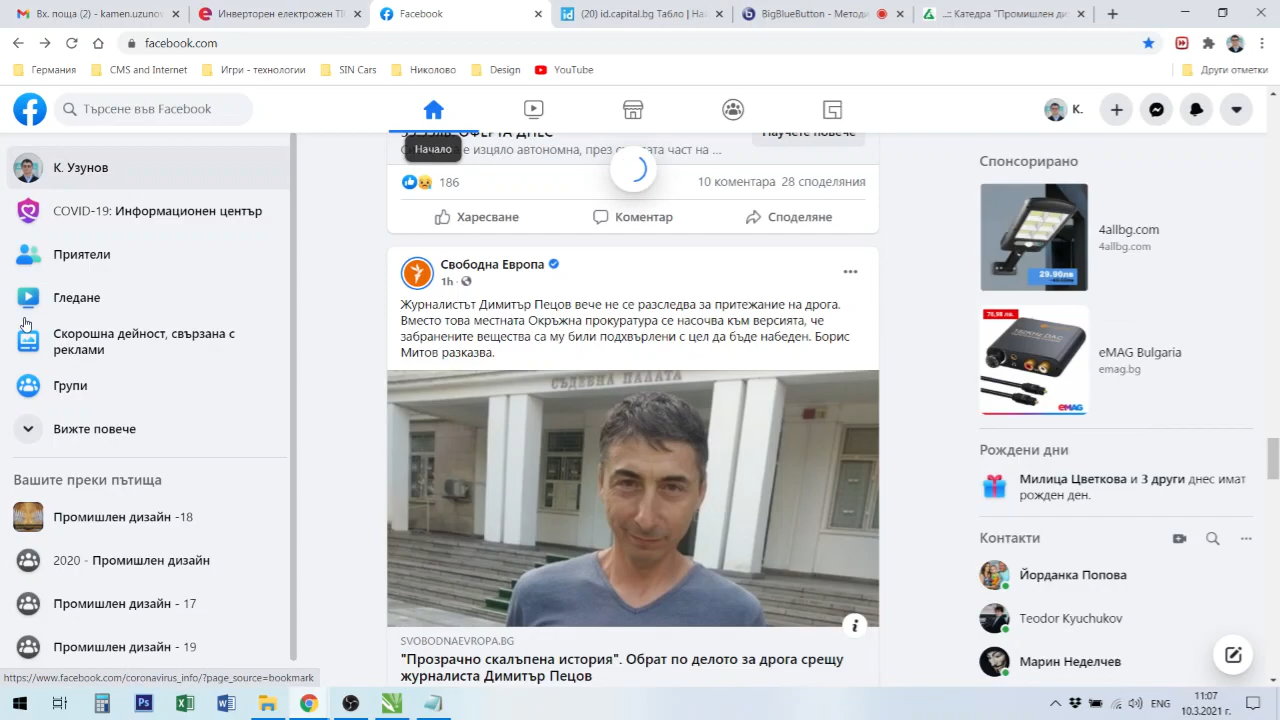 Вх. поща (2) - kamen.uzunov
Инверторен електрожен TI
Facebook
(20) id.capital.bg Табло | На
BigBlueButton - Методи
.::: Катедра "Промишлен ди
facebook.com
Германия
CMS and Internet
Игри - технологии
SIN Cars
Николово
Design
YouTube
Други отметки
Търсене във Facebook
К.
Начало
е изцяло автономна, през
та част на ...
Научете повече
186
10 коментара 28 споделяния
Харесване
Коментар
Споделяне
К. Узунов
COVID-19: Информационен център
Приятели
Гледане
Скорошна дейност, свързана с
реклами
Групи
Вижте повече
Вашите преки пътища
Промишлен дизайн -18
2020 - Промишлен дизайн
Промишлен дизайн - 17
Промишлен дизайн - 19
https://www.facebook.com/coronavirus_info/?page_source=bookmark
Свободна Европа
1h ·
Журналистът Димитър Пецов вече не се разследва за притежание на дрога.
Вместо това местната Окръжна прокуратура се насочва към версията, че
забранените вещества са му били подхвърлени с цел да бъде набеден. Борис
Митов разказва.
СЪДЕБНА ПАЛАТА
SVOBODNAEVROPA.BG
"Прозрачно скалъпена история". Обрат по делото за дрога срещу
журналиста Димитър Пецов
Спонсорирано
29.90лв
4allbg.com
4allbg.com
76,98 лв.
eMAG
eMAG Bulgaria
emag.bg
Рождени дни
Милица Цветкова и 3 други днес имат
рожден ден.
Контакти
Йорданка Попова
Teodor Kyuchukov
Марин Неделчев
ENG
11:07
10.3.2021 г.